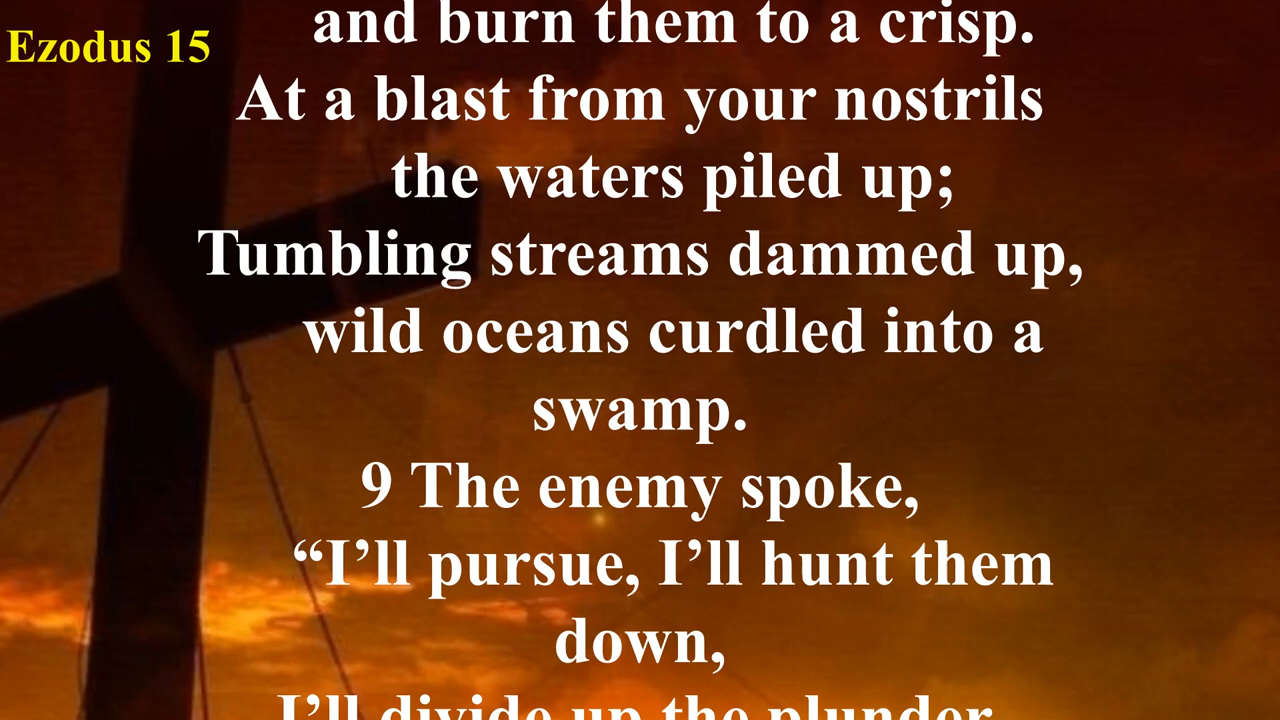 Ezodus 15
and burn them to a crisp.
At a blast from your nostrils
the waters piled up;
Tumbling streams dammed up,
wild oceans curdled into a
swamp.
9 The enemy spoke,
“I’ll pursue, I’ll hunt them
down,
I’ll divide up the plunder